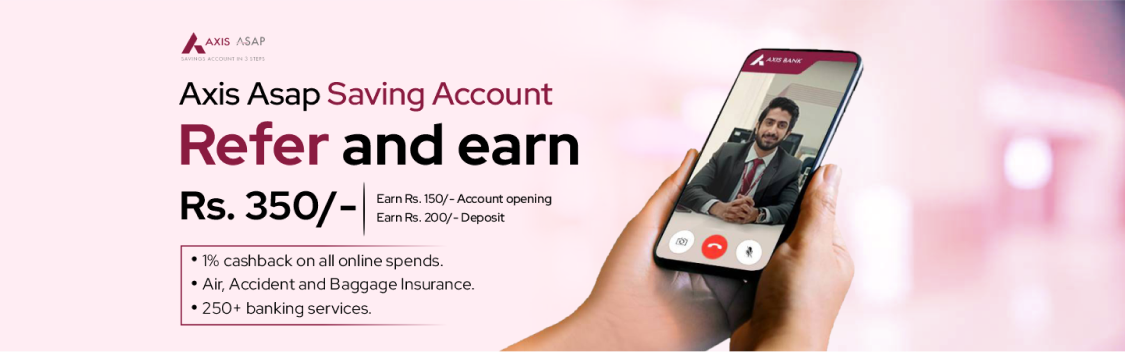 AXIS ASAP
SAVINGS ACCOUNT IN 2 STEPS
Axis Asap Saving Account
Refer and earn
Rs. 350/-
Earn Rs. 150/- Account opening
Earn Rs. 200/- Deposit
• 1% cashback on all online spends.
• Air, Accident and Baggage Insurance.
• 250+ banking services.
AXIS BANK